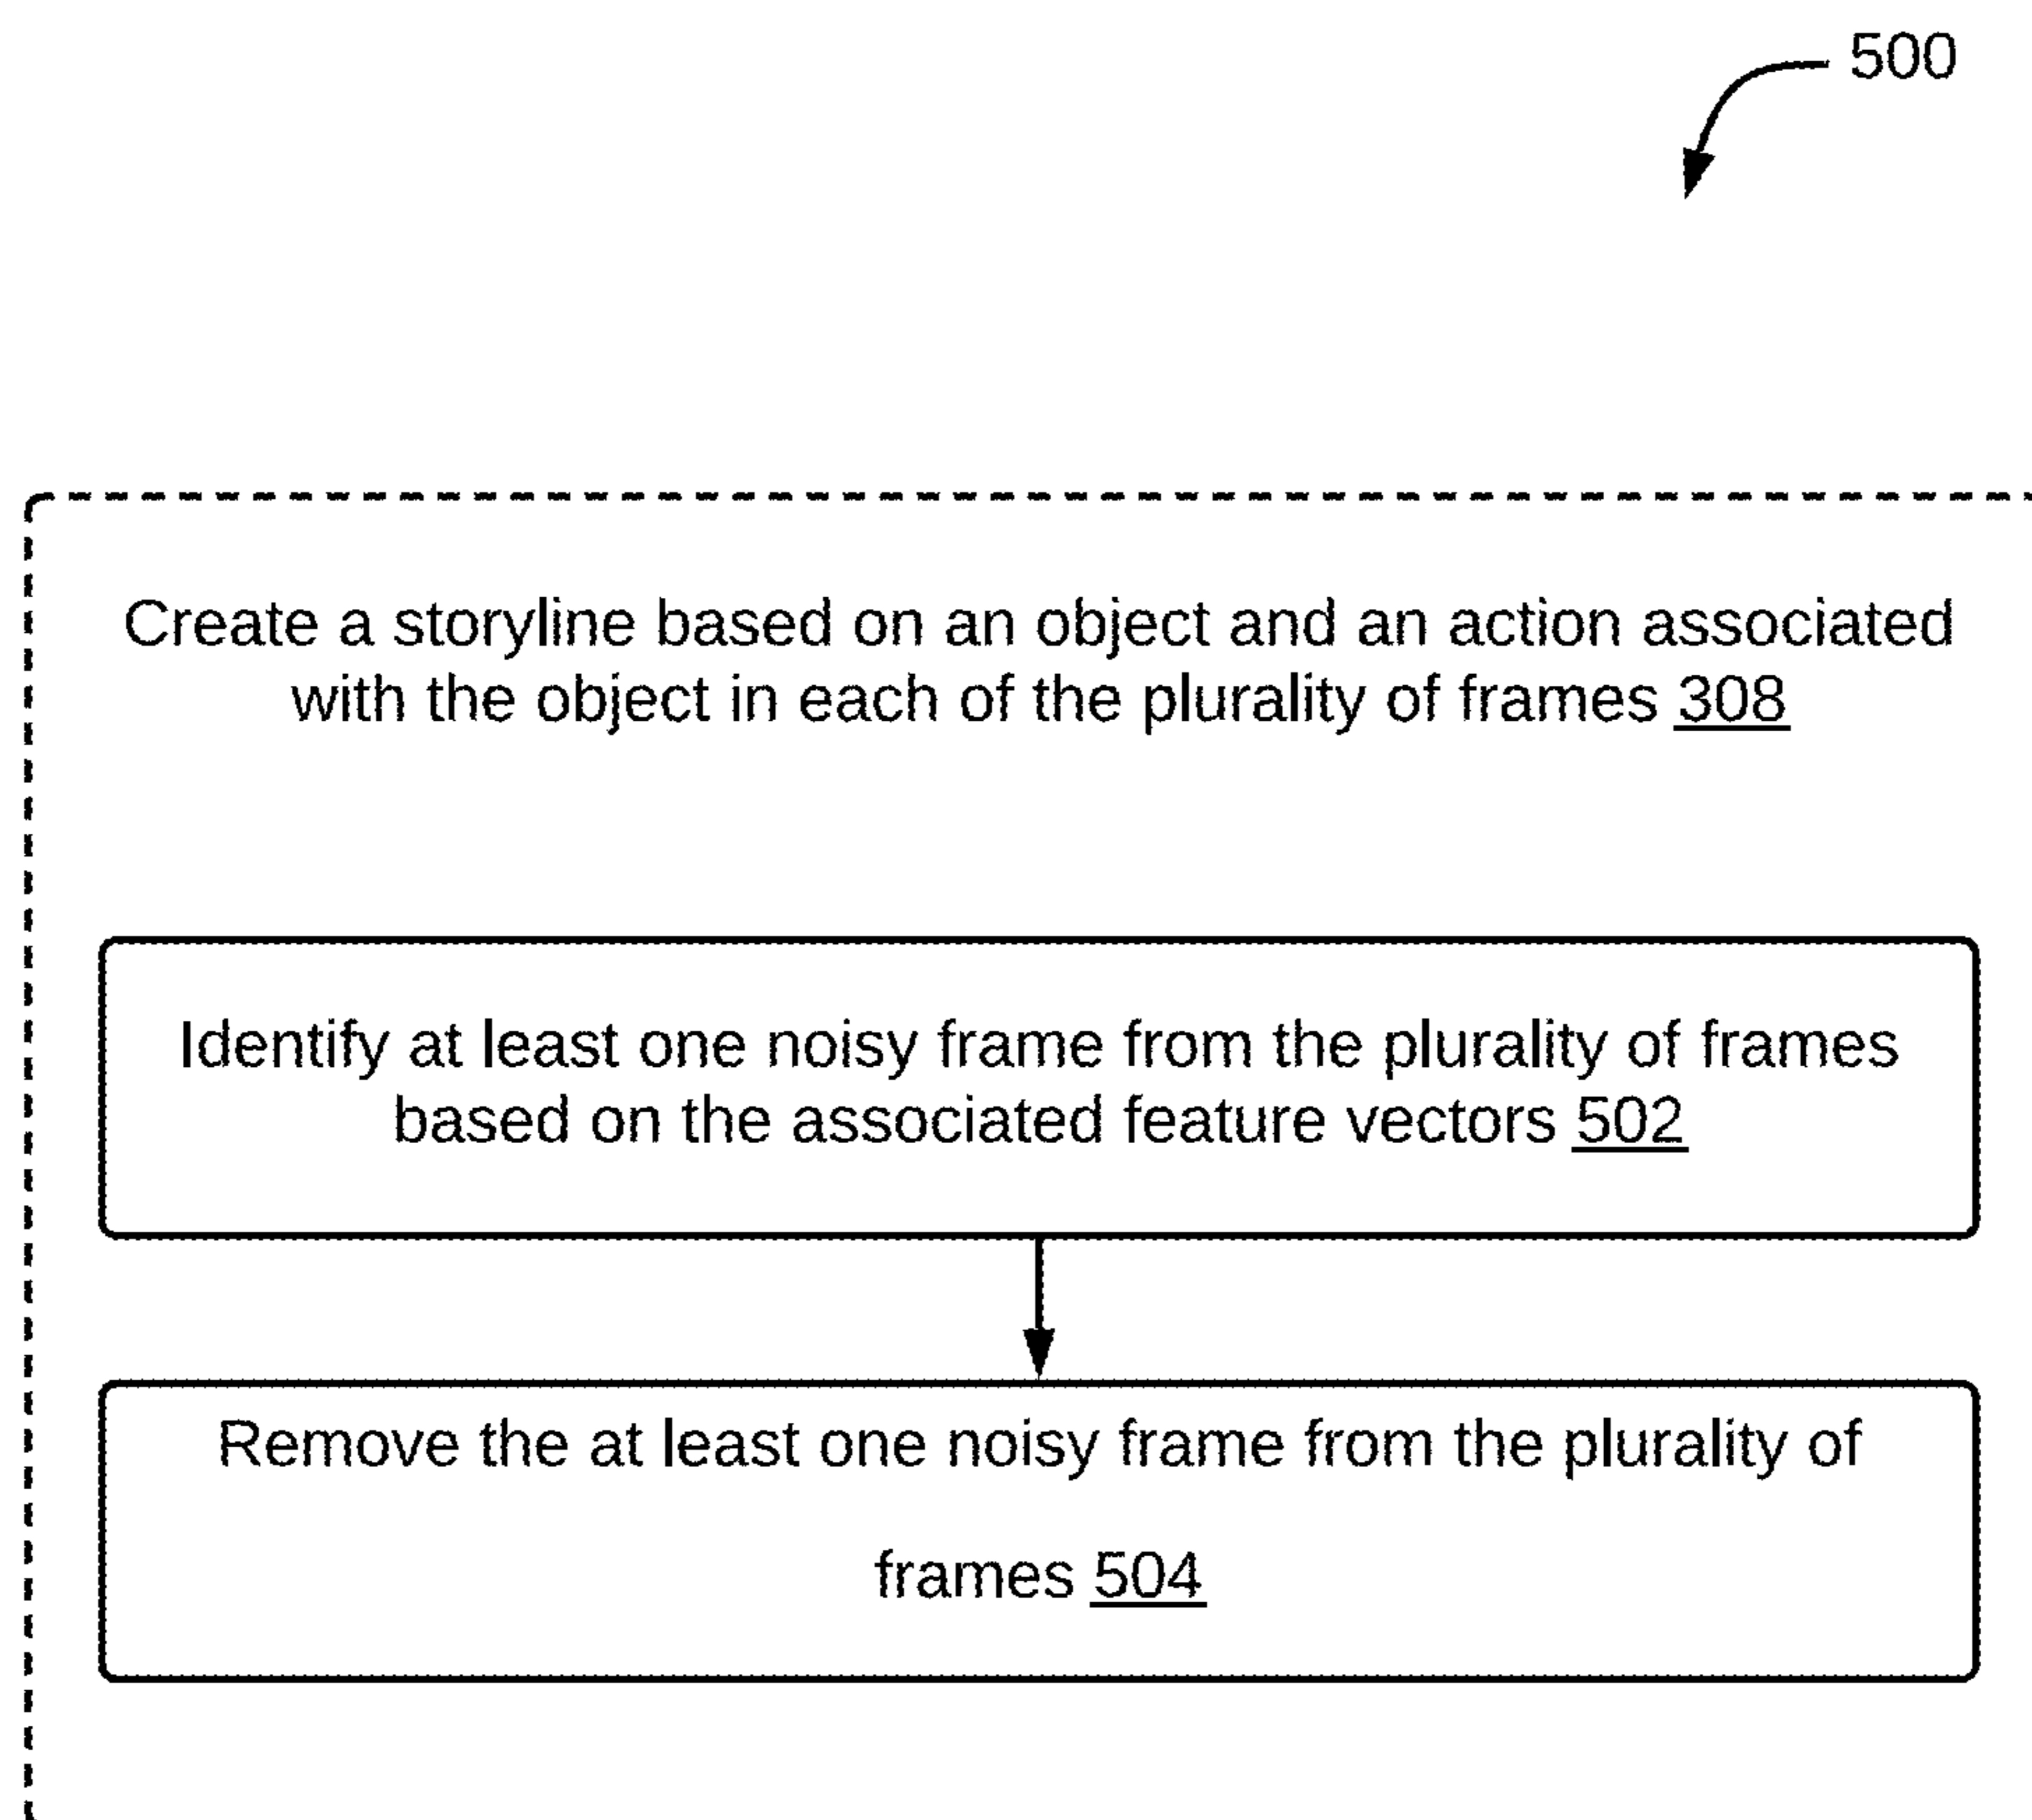 500
Create a storyline based on an object and an action associated
with the object in each of the plurality of frames 308
Identify at least one noisy frame from the plurality of frames
based on the associated feature vectors 502
Remove the at least one noisy frame from the plurality of
frames 504